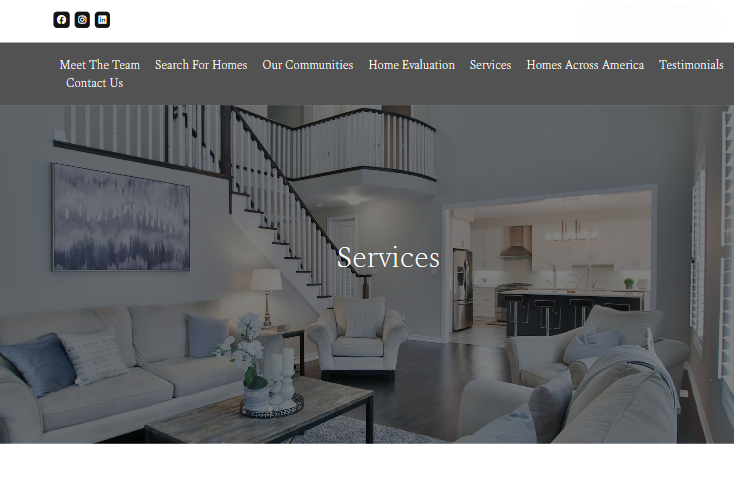 Meet The Team Search For Homes Our Communities Home Evaluation Services Homes Across America Testimonials
Contact Us
Services